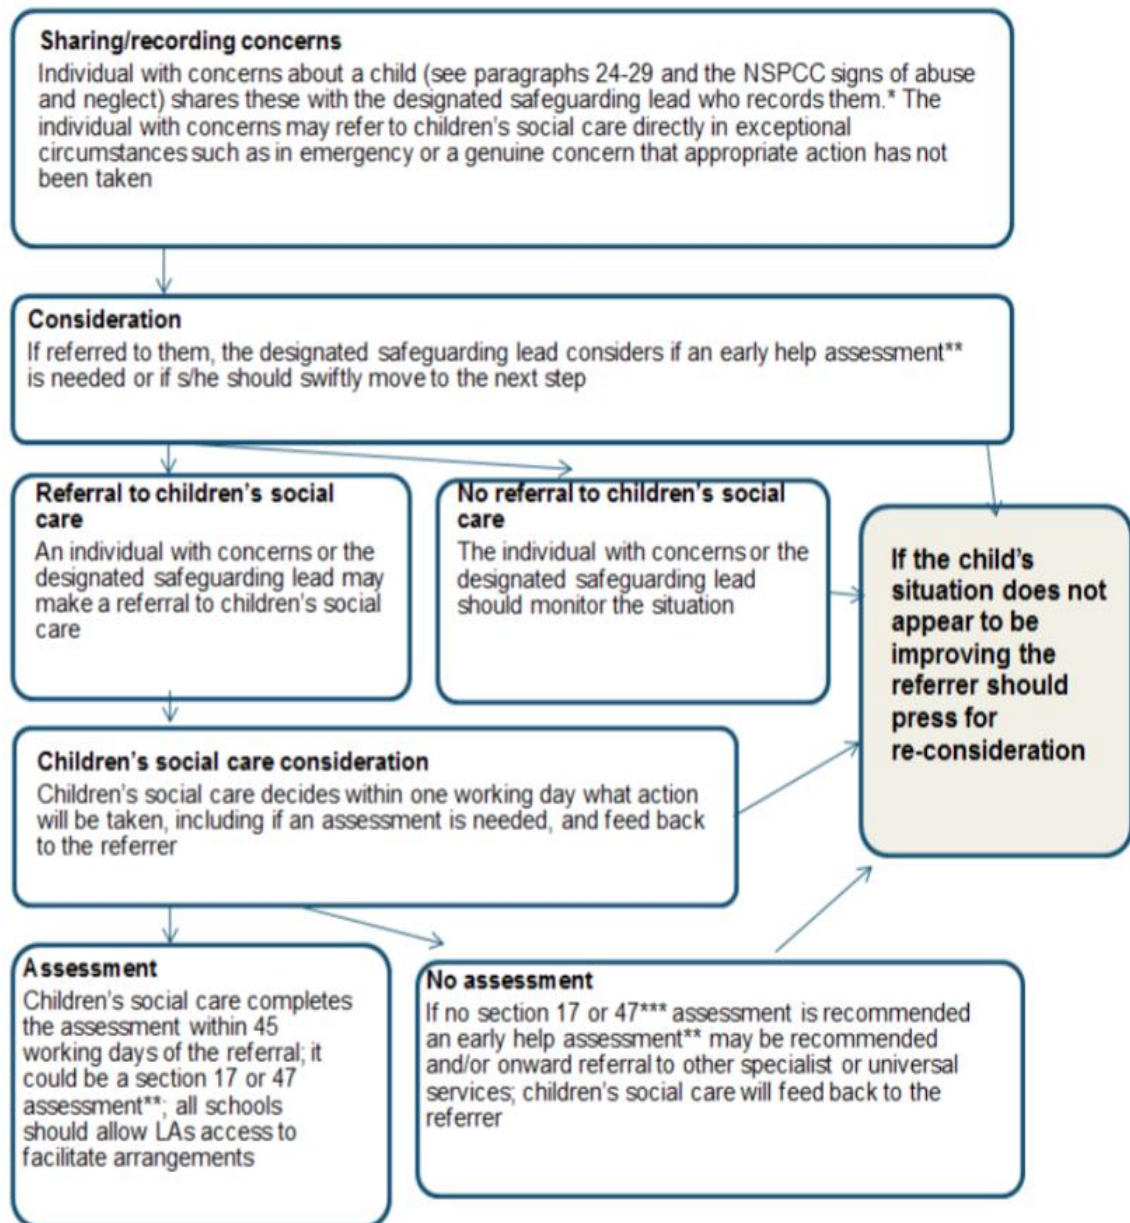 Sharing/recording concerns
Individual with concerns about a child (see paragraphs 24-29 and the NSPCC signs of abuse
and neglect) shares these with the designated safeguarding lead who records them.* The
individual with concerns may refer to children's social care directly in exceptional
circumstances such as in emergency or a genuine concern that appropriate action has not
been taken
Consideration
If referred to them, the designated safeguarding lead considers if an early help assessment**
is needed or if s/he should swiftly move to the next step
Referral to children's social
care
An individual with concerns or the
designated safeguarding lead may
make a referral to children's social
care
No referral to children's social
care
The individual with concerns or the
designated safeguarding lead
should monitor the situation
If the child's
situation does not
appear to be
improving the
referrer should
press for
re-consideration
Children's social care consideration
Children's social care decides within one working day what action
will be taken, including if an assessment is needed, and feed back
to the referrer
Assessment
Children's social care completes
the assessment within 45
working days of the referral; it
could be a section 17 or 47
assessment**; all schools
should allow LAs access to
facilitate arrangements
No assessment
If no section 17 or 47*** assessment is recommended
an early help assessment** may be recommended
and/or onward referral to other specialist or universal
services; children's social care will feed back to the
referrer